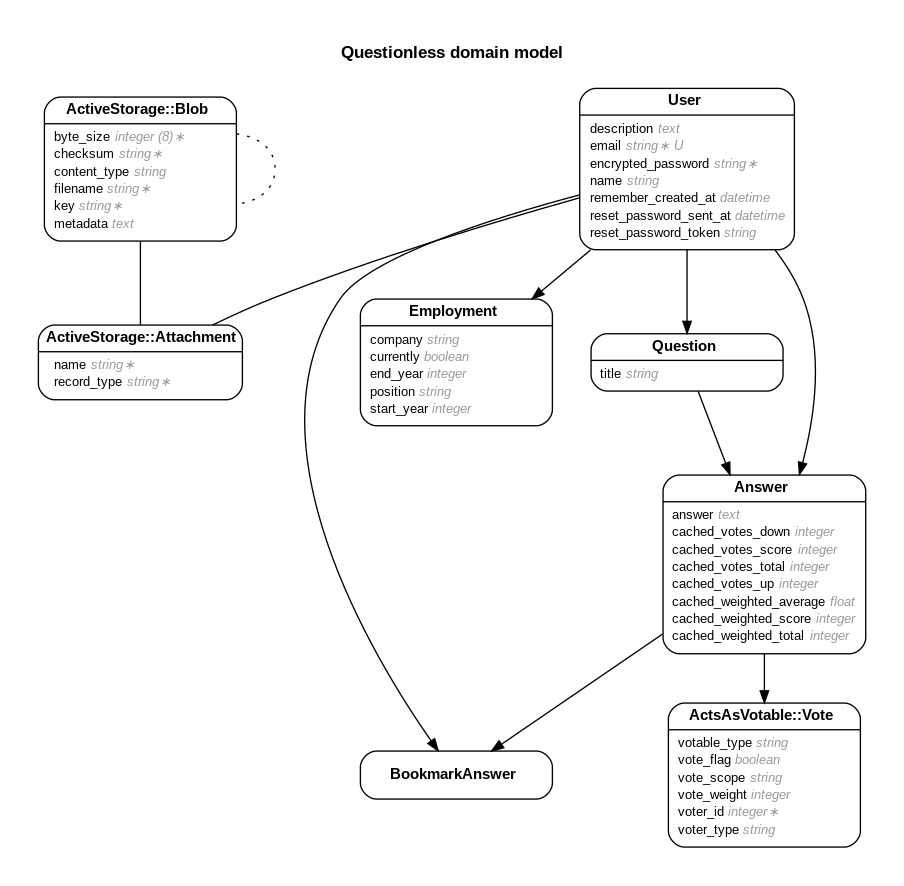 Questionless domain model
ActiveStorage::Blob
byte_size integer (8)∗
checksum string∗
content_type string
filename string∗
key string∗
metadata text
User
description text
email string∗ U
encrypted_password string∗
name string
remember_created_at datetime
reset_password_sent_at datetime
reset_password_token string
ActiveStorage::Attachment
name string∗
record_type string∗
Employment
company string
currently boolean
end_year integer
position string
start_year integer
Question
title string
Answer
answer text
cached_votes_down integer
cached_votes_score integer
cached_votes_total integer
cached_votes_up integer
cached_weighted_average float
cached_weighted_score integer
cached_weighted_total integer
BookmarkAnswer
ActsAsVotable::Vote
votable_type string
vote_flag boolean
vote_scope string
vote_weight integer
voter_id integer∗
voter_type string